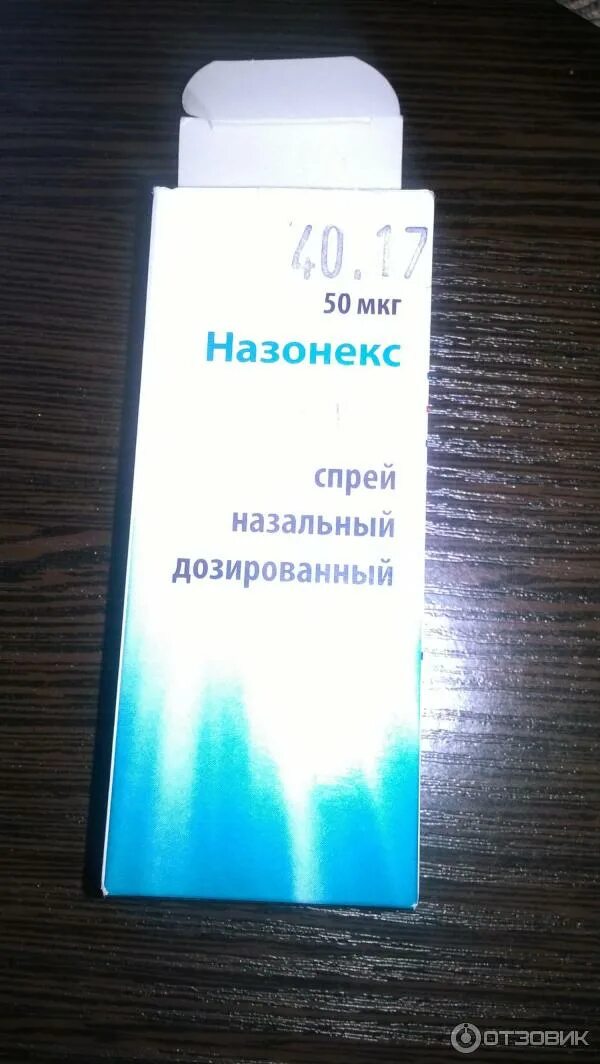 40.17
50 мкг
Назонекс
спрей
назальный
дозированный
ОТЗОВИК